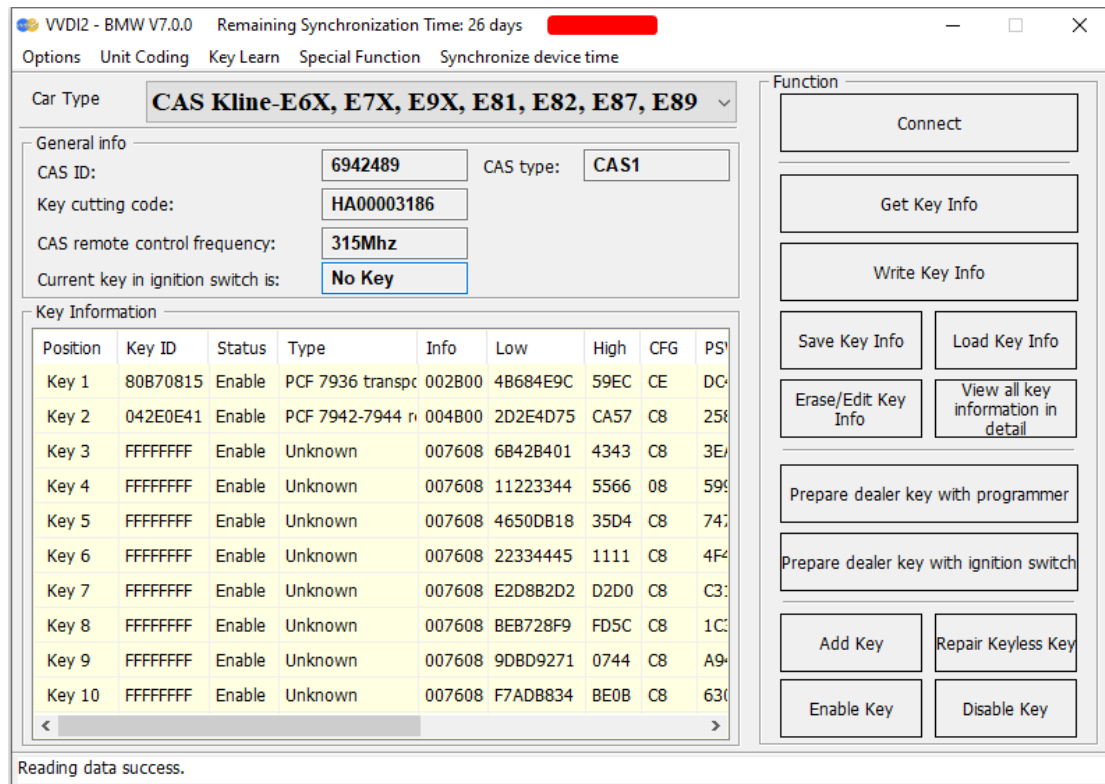 VVDI2 - BMW V7.0.0 Remaining Synchronization Time: 26 days
Options Unit Coding Key Learn Special Function Synchronize device time
Car Type CAS Kline-E6X, E7X, E9X, E81, E82, E87, E89
General info
CAS ID: 6942489 CAS type: CAS1
Key cutting code: HA00003186
CAS remote control frequency: 315Mhz
Current key in ignition switch is: No Key
Key Information
Position Key ID Status Type Info Low High CFG
Key 1 80B70815 Enable PCF 7936 transpo 002B00 4B684E9C 59EC CE
Key 2 042E0E41 Enable PCF 7942-7944 004B00 2D2E4D75 CA57 C8
Key 3 FFFFFFFF Enable Unknown 007608 6B42B401 4343 C8
Key 4 FFFFFFFF Enable Unknown 007608 11223344 5566 08
Key 5 FFFFFFFF Enable Unknown 007608 4650DB18 35D4 C8
Key 6 FFFFFFFF Enable Unknown 007608 22334445 1111 C8
Key 7 FFFFFFFF Enable Unknown 007608 E2D8B2D2 D2D0 C8
Key 8 FFFFFFFF Enable Unknown 007608 BEB728F9 FD5C C8
Key 9 FFFFFFFF Enable Unknown 007608 9DBD9271 0744 C8
Key 10 FFFFFFFF Enable Unknown 007608 F7ADB834 BE0B C8
Reading data success.
Function
Connect
Get Key Info
Write Key Info
Save Key Info Load Key Info
Erase/Edit Key
Info
View all key
information in
detail
Prepare dealer key with programmer
Prepare dealer key with ignition switch
Add Key Repair Keyless Key
Enable Key Disable Key